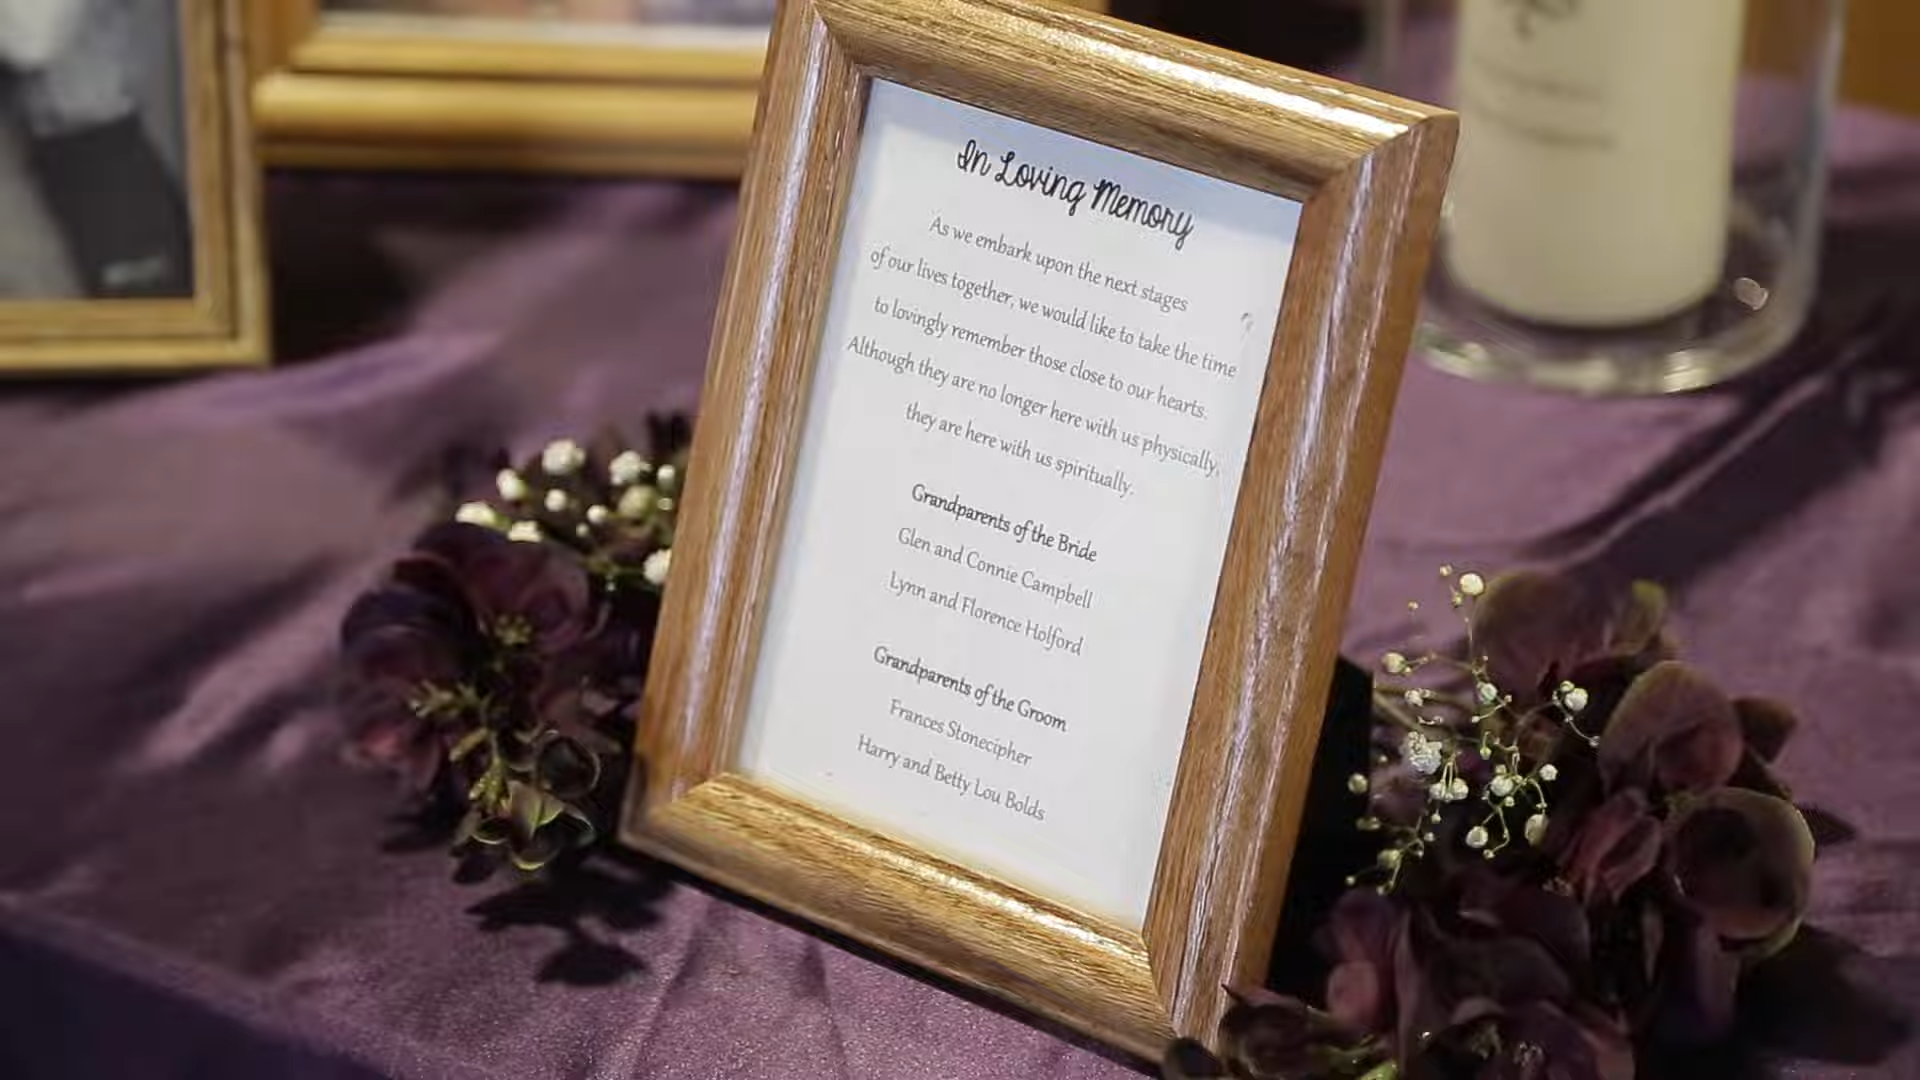 In Loving Memory
As we embark upon the next stages
of our lives together, we would like to take the time
to lovingly remember those close to our hearts.
Although they are no longer here with us physically,
they are here with us spiritually.
Grandparents of the Bride
Glen and Connie Campbell
Lynn and Florence Holford
Grandparents of the Groom
Frances Stonecipher
Harry and Betty Lou Bolds